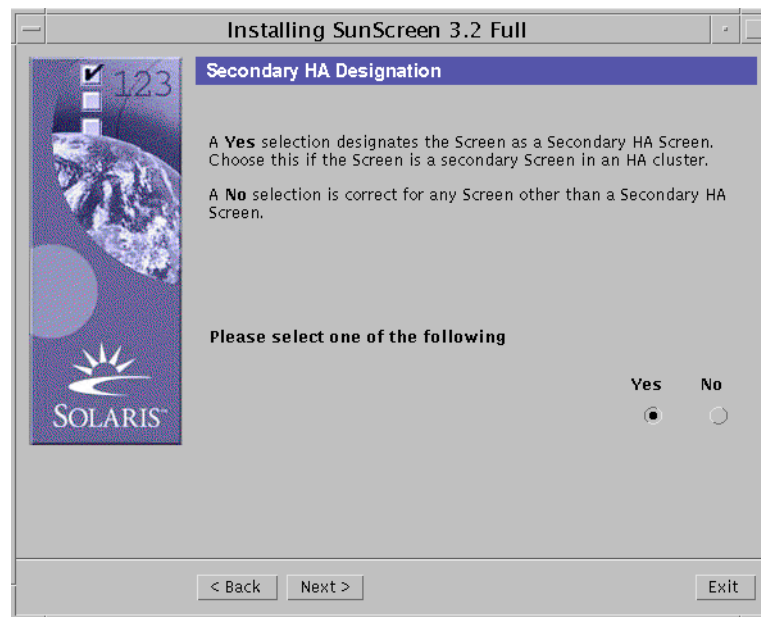 Installing SunScreen 3.2 Full
123
Secondary HA Designation
A Yes selection designates the Screen as a Secondary HA Screen.
Choose this if the Screen is a secondary Screen in an HA cluster.
A No selection is correct for any Screen other than a Secondary HA
Screen.
Please select one of the following
Yes No
SOLARIS™
< Back Next > Exit